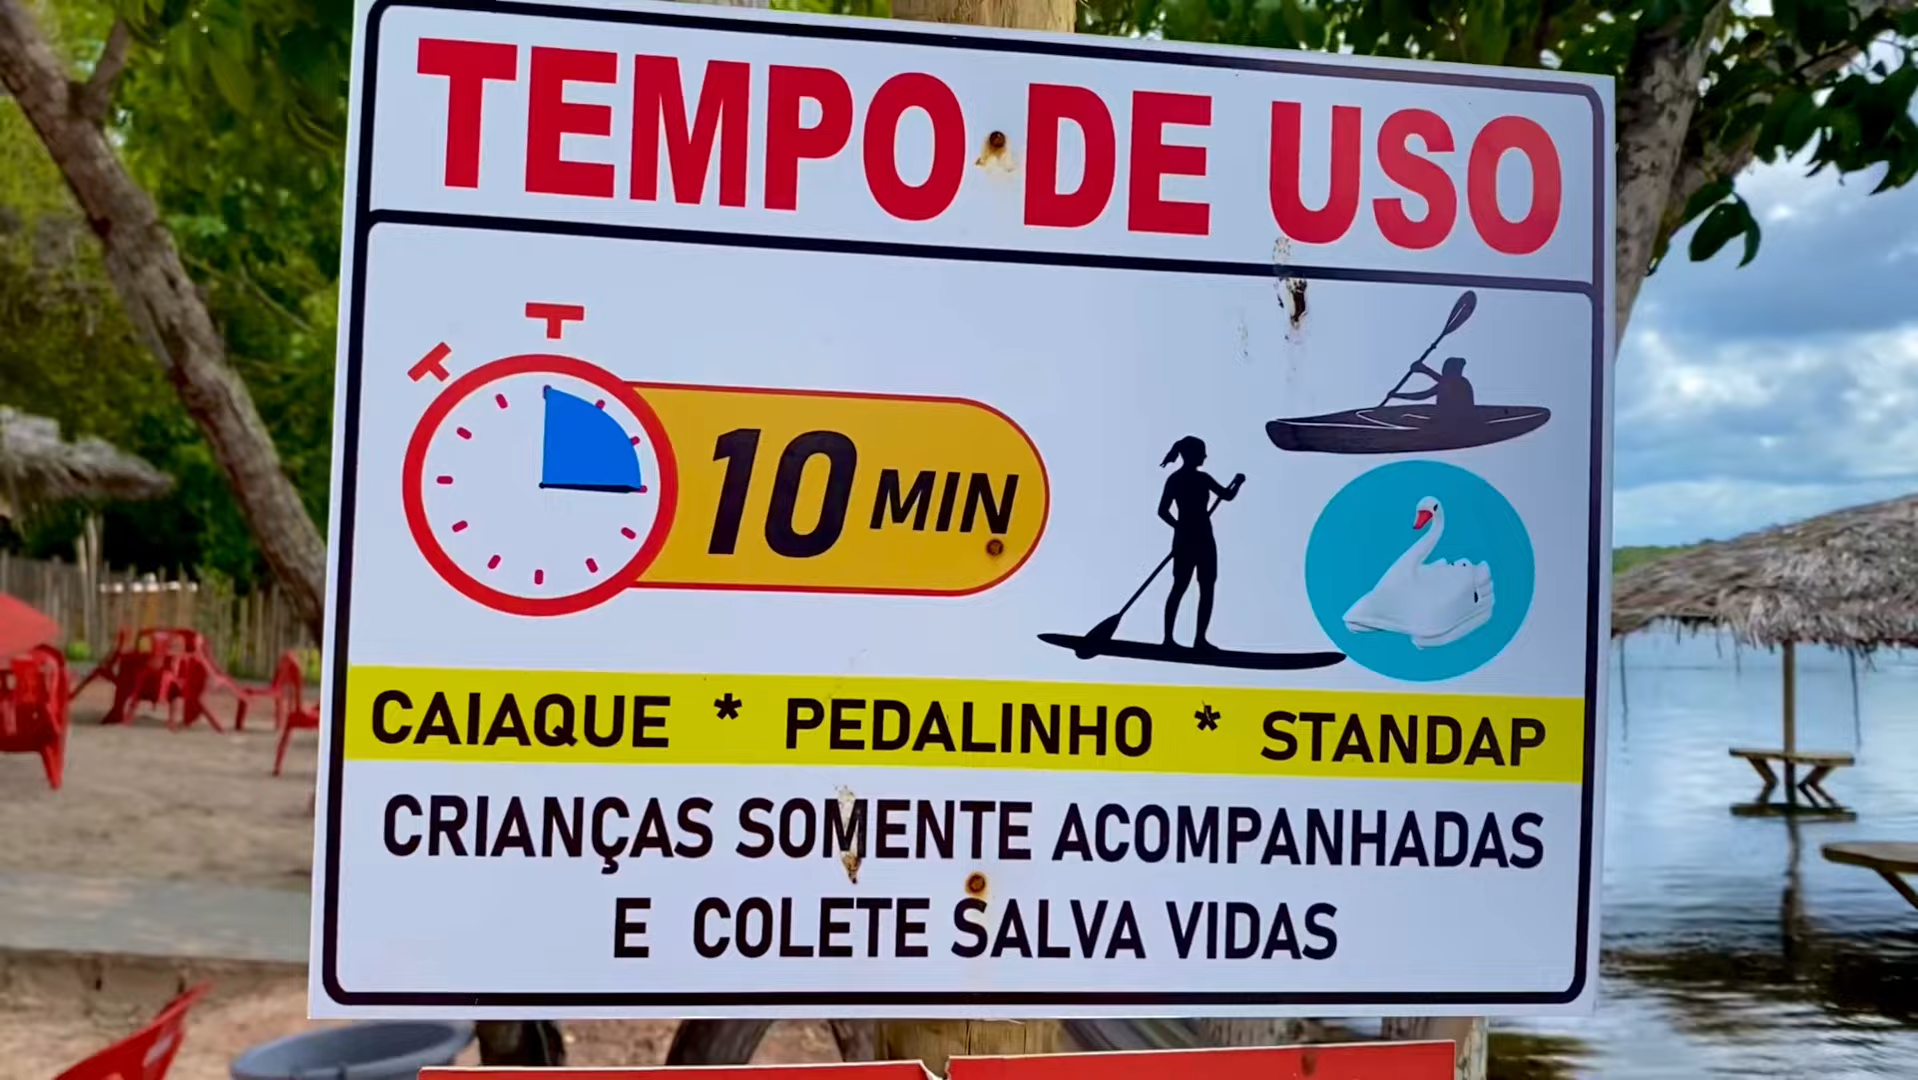 TEMPO DE USO
10 MIN
CAIAQUE * PEDALINHO * STANDAP
CRIANÇAS SOMENTE ACOMPANHADAS
E COLETE SALVA VIDAS